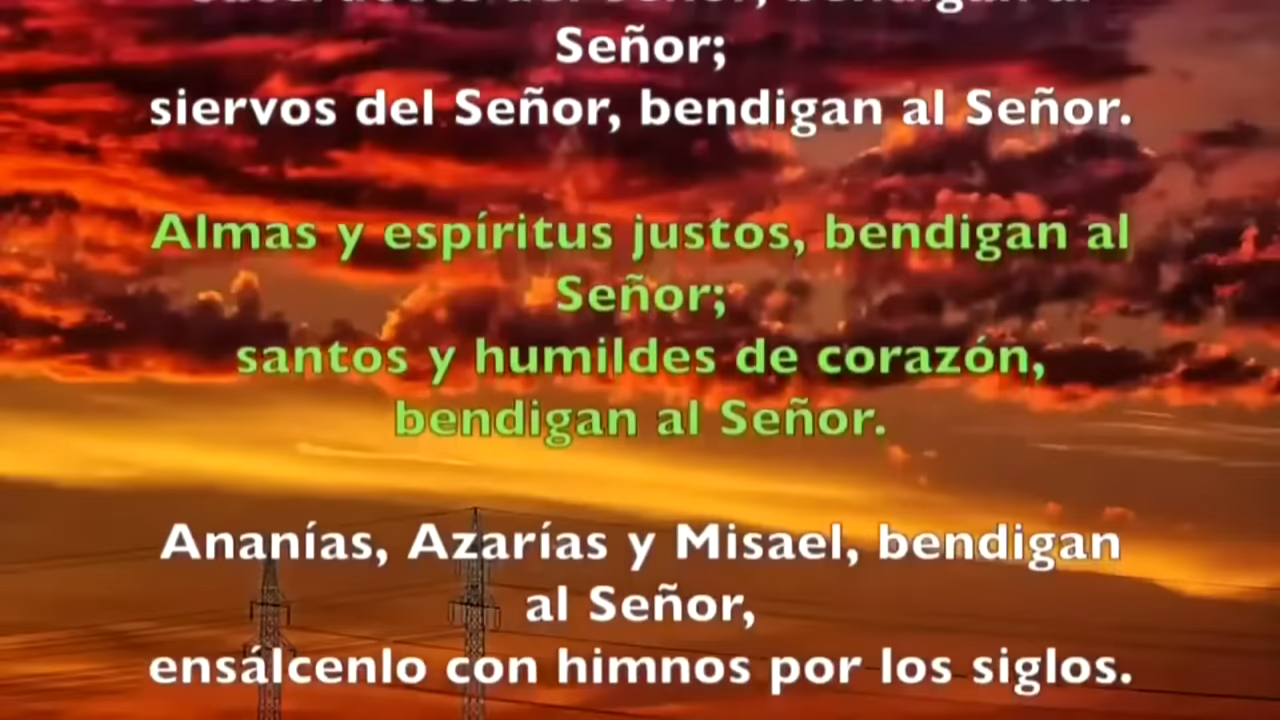 Señor;
siervos del Señor, bendigan al Señor.
Almas y espíritus justos, bendigan al
Señor;
santos y humildes de corazón,
bendigan al Señor.
Ananías, Azarías y Misael, bendigan
al Señor,
ensálcenlo con himnos por los siglos.